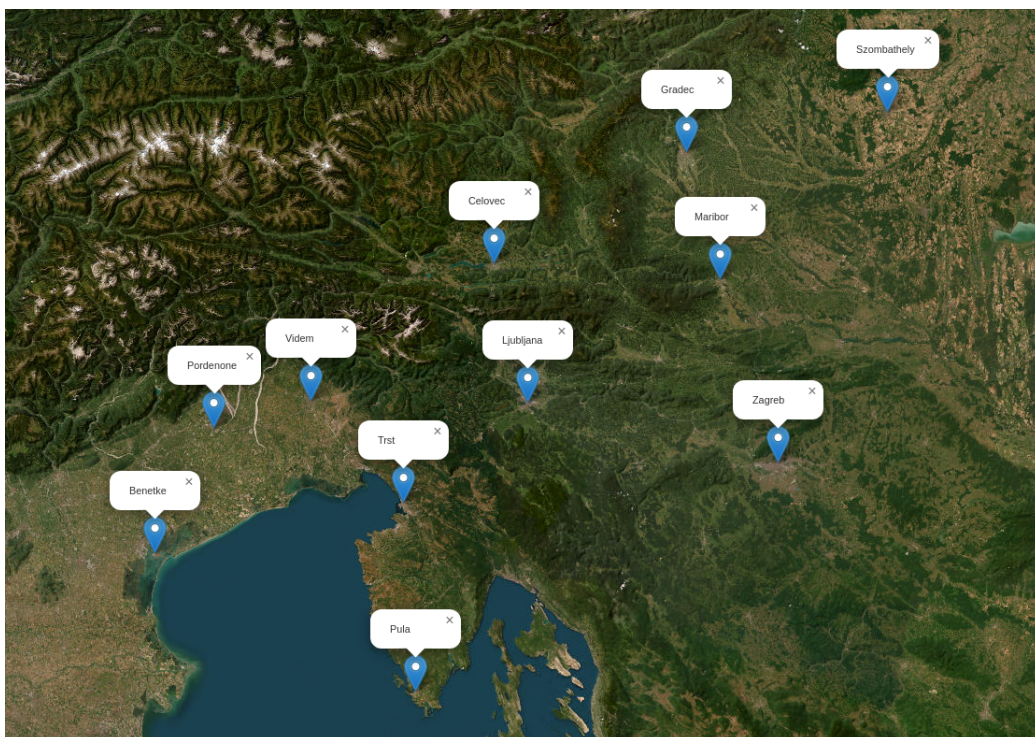 Szombathely
Gradec
Celovec
Maribor
Videm
Ljubljana
Pordenone
Zagreb
Trst
Benetke
Pula